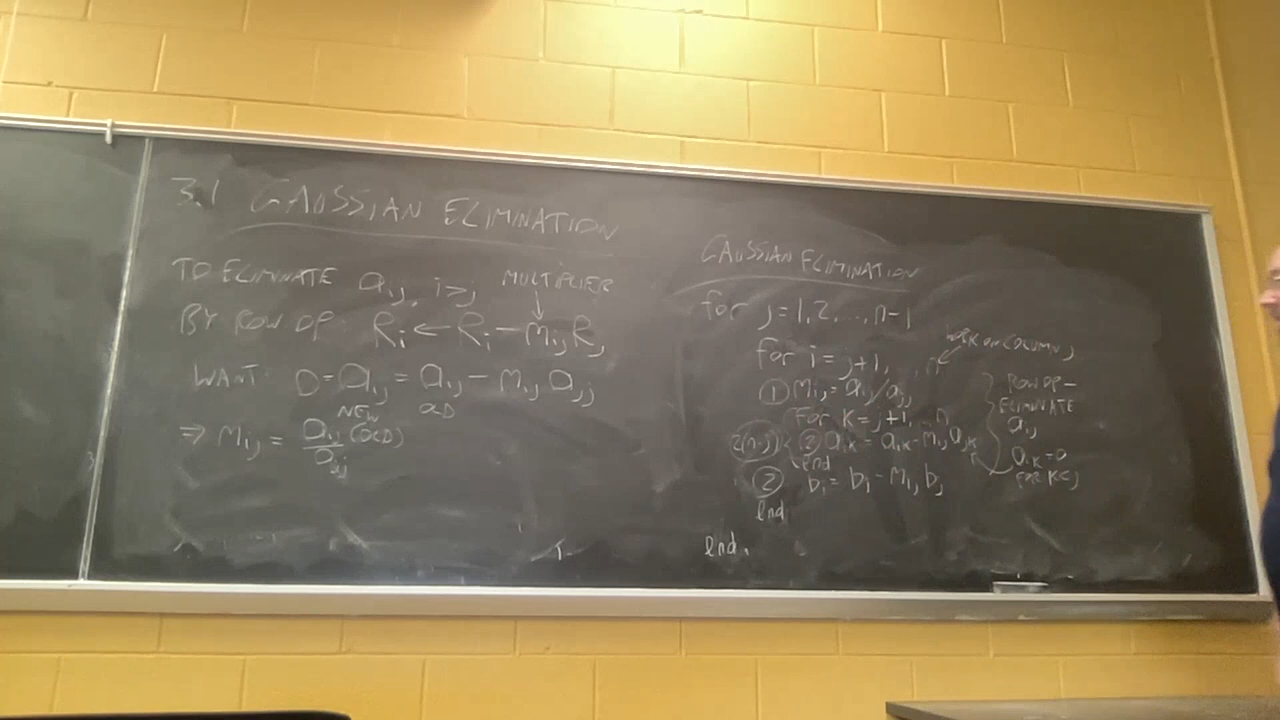 3.1 GAUSSIAN ELIMINATION
TO ELIMINATE a_ij, i>j
MULTIPLIER
↓
BY ROW OP: R_i ← R_i - m_ij R_j
WANT: 0 = a_ij = a_ij - m_ij a_jj
NEW OLD
⇒ m_ij = a_ij (OLD) / a_jj
GAUSSIAN ELIMINATION
for j = 1, 2, ..., n-1
for i = j+1, ..., n ← WORK ON COLUMN j
① m_ij = a_ij / a_jj
for k = j+1, n
2(n-j) { ② a_ik = a_ik - m_ij a_jk
end
② b_i = b_i - m_ij b_j
end
end.
ROW OP -
ELIMINATE
a_ij
a_ik = 0
FOR K<j